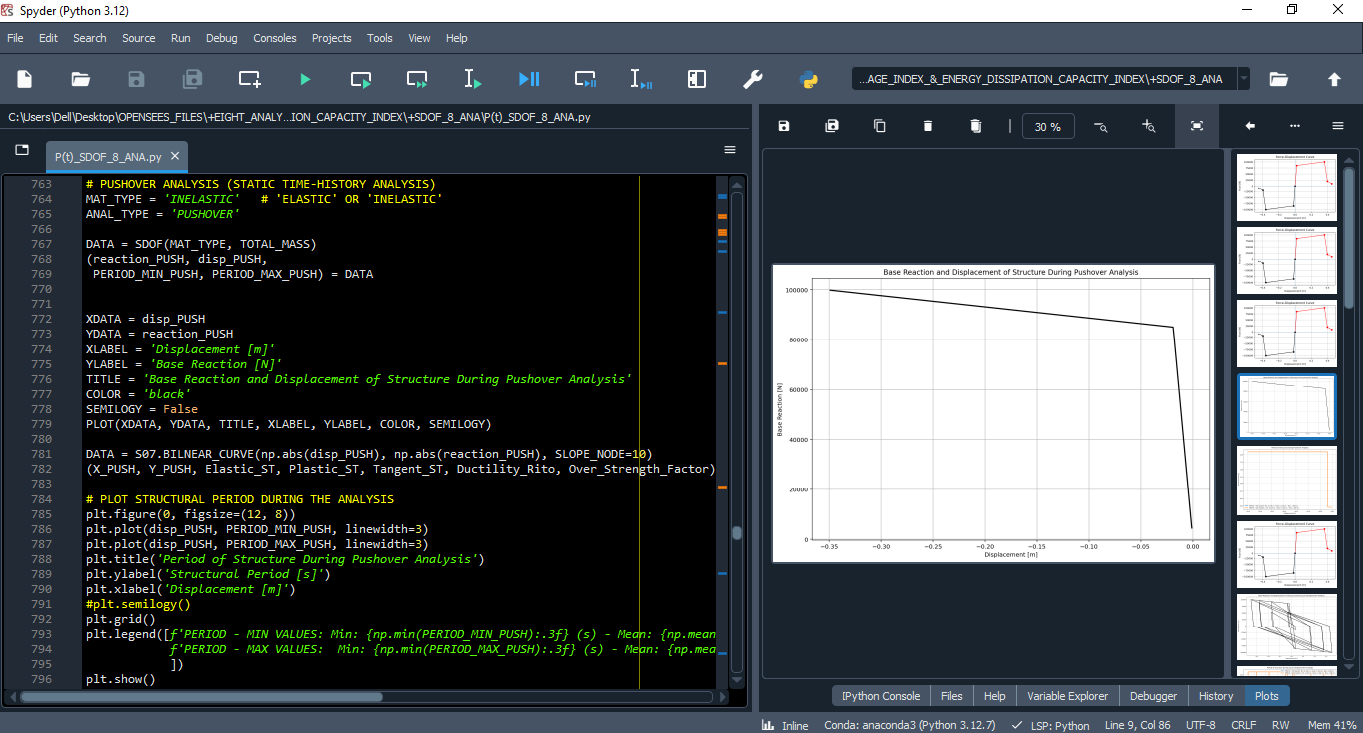 Spyder (Python 3.12)
File Edit Search Source Run Debug Consoles Projects Tools View Help
...AGE_INDEX_&_ENERGY_DISSIPATION_CAPACITY_INDEX\+SDOF_8_ANA
C:\Users\Dell\Desktop\OPENSEES_FILES\+EIGHT_ANALY...ION_CAPACITY_INDEX\+SDOF_8_ANA\P(t)_SDOF_8_ANA.py
30 %
P(t)_SDOF_8_ANA.py
763 # PUSHOVER ANALYSIS (STATIC TIME-HISTORY ANALYSIS)
764 MAT_TYPE = 'INELASTIC' # 'ELASTIC' OR 'INELASTIC'
765 ANAL_TYPE = 'PUSHOVER'
766
767 DATA = SDOF(MAT_TYPE, TOTAL_MASS)
768 (reaction_PUSH, disp_PUSH,
769 PERIOD_MIN_PUSH, PERIOD_MAX_PUSH) = DATA
770
771
772 XDATA = disp_PUSH
773 YDATA = reaction_PUSH
774 XLABEL = 'Displacement [m]'
775 YLABEL = 'Base Reaction [N]'
776 TITLE = 'Base Reaction and Displacement of Structure During Pushover Analysis'
777 COLOR = 'black'
778 SEMILOGY = False
779 PLOT(XDATA, YDATA, TITLE, XLABEL, YLABEL, COLOR, SEMILOGY)
780
781 DATA = S07.BILNEAR_CURVE(np.abs(disp_PUSH), np.abs(reaction_PUSH), SLOPE_NODE=10)
782 (X_PUSH, Y_PUSH, Elastic_ST, Plastic_ST, Tangent_ST, Ductility_Rito, Over_Strength_Factor)
783
784 # PLOT STRUCTURAL PERIOD DURING THE ANALYSIS
785 plt.figure(0, figsize=(12, 8))
786 plt.plot(disp_PUSH, PERIOD_MIN_PUSH, linewidth=3)
787 plt.plot(disp_PUSH, PERIOD_MAX_PUSH, linewidth=3)
788 plt.title('Period of Structure During Pushover Analysis')
789 plt.ylabel('Structural Period [s]')
790 plt.xlabel('Displacement [m]')
791 #plt.semilogy()
792 plt.grid()
793 plt.legend([f'PERIOD - MIN VALUES: Min: {np.min(PERIOD_MIN_PUSH):.3f} (s) - Mean: {np.mean
794 f'PERIOD - MAX VALUES:  Min: {np.min(PERIOD_MAX_PUSH):.3f} (s) - Mean: {np.mea
795 ])
796 plt.show()
Base Reaction and Displacement of Structure During Pushover Analysis
100000
80000
60000
40000
20000
0
Base Reaction [N]
−0.35 −0.30 −0.25 −0.20 −0.15 −0.10 −0.05 0.00
Displacement [m]
IPython Console Files Help Variable Explorer Debugger History Plots
Inline Conda: anaconda3 (Python 3.12.7) LSP: Python Line 9, Col 86 UTF-8 CRLF RW Mem 41%